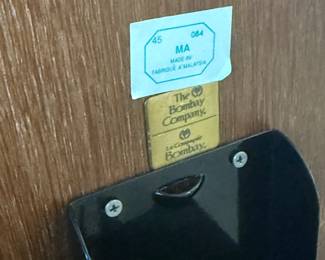 45 084
MA
MADE IN/
FABRIQUÉ A'MALAYSIA
The
Bombay
Company.
La Compagnie
Bombay.